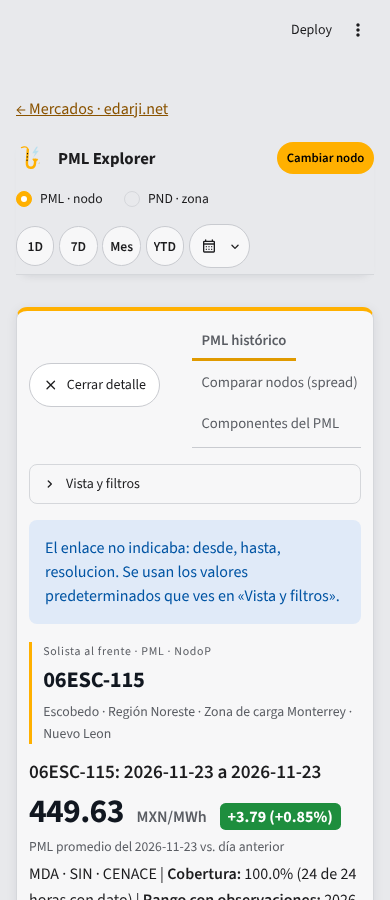 Deploy
← Mercados · edarji.net
PML Explorer
Cambiar nodo
PML · nodo
PND · zona
1D
7D
Mes
YTD
PML histórico
Cerrar detalle
Comparar nodos (spread)
Componentes del PML
Vista y filtros
El enlace no indicaba: desde, hasta,
resolucion. Se usan los valores
predeterminados que ves en «Vista y filtros».
Solista al frente · PML · NodoP
06ESC-115
Escobedo · Región Noreste · Zona de carga Monterrey ·
Nuevo Leon
06ESC-115: 2026-11-23 a 2026-11-23
449.63 MXN/MWh +3.79 (+0.85%)
PML promedio del 2026-11-23 vs. día anterior
MDA · SIN · CENACE | Cobertura: 100.0% (24 de 24
horas con dato) | Rango con observaciones: 2026